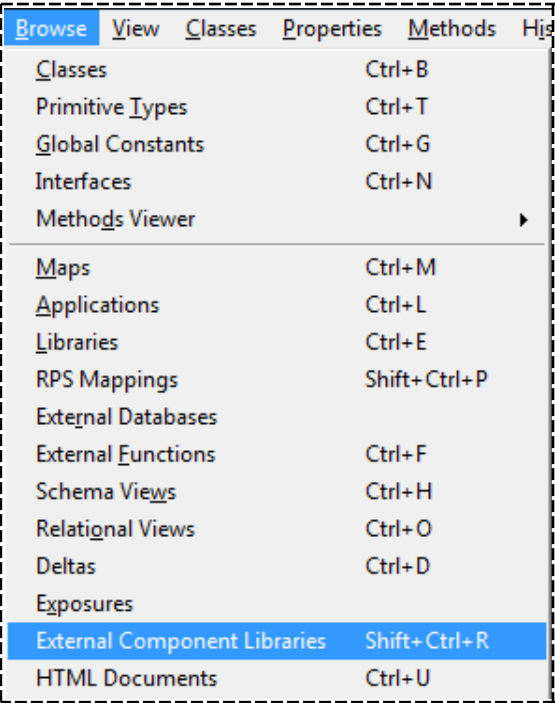 Browse View Classes Properties Methods His
Classes Ctrl+B
Primitive Types Ctrl+T
Global Constants Ctrl+G
Interfaces Ctrl+N
Methods Viewer
Maps Ctrl+M
Applications Ctrl+L
Libraries Ctrl+E
RPS Mappings Shift+Ctrl+P
External Databases
External Functions Ctrl+F
Schema Views Ctrl+H
Relational Views Ctrl+O
Deltas Ctrl+D
Exposures
External Component Libraries Shift+Ctrl+R
HTML Documents Ctrl+U